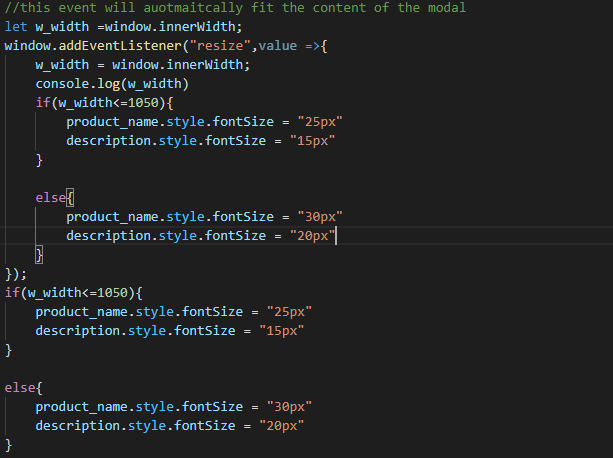 //this event will auotmaitcally fit the content of the modal
let w_width =window.innerWidth;
window.addEventListener("resize",value =>{
    w_width = window.innerWidth;
    console.log(w_width)
    if(w_width<=1050){
        product_name.style.fontSize = "25px"
        description.style.fontSize = "15px"
    }

    else{
        product_name.style.fontSize = "30px"
        description.style.fontSize = "20px"
    }
});
if(w_width<=1050){
    product_name.style.fontSize = "25px"
    description.style.fontSize = "15px"
}

else{
    product_name.style.fontSize = "30px"
    description.style.fontSize = "20px"
}